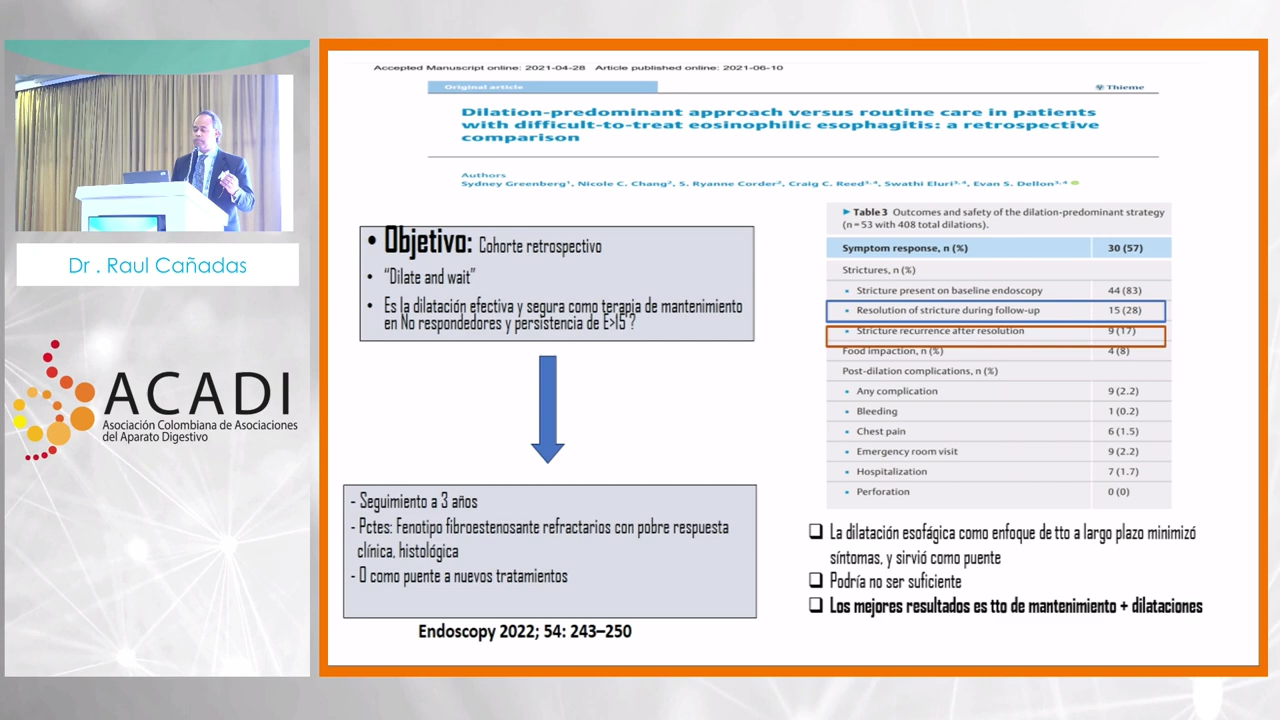 Accepted Manuscript online: 2021-04-28 Article published online: 2021-06-10
Original article
Thieme
Dilation-predominant approach versus routine care in patients
with difficult-to-treat eosinophilic esophagitis: a retrospective
comparison
Authors
Sydney Greenberg¹, Nicole C. Chang², S. Ryanne Corder², Craig C. Reed³,⁴, Swathi Eluri³,⁴, Evan S. Dellon³,⁴
• Objetivo: Cohorte retrospectivo
• “Dilate and wait”
• Es la dilatación efectiva y segura como terapia de mantenimiento
en No respondedores y persistencia de E>15 ?
- Seguimiento a 3 años
- Pctes: Fenotipo fibroestenosante refractarios con pobre respuesta
clínica, histológica
- O como puente a nuevos tratamientos
Endoscopy 2022; 54: 243–250
▶ Table 3 Outcomes and safety of the dilation-predominant strategy
(n = 53 with 408 total dilations).
Symptom response, n (%) 30 (57)
Strictures, n (%)
▪ Stricture present on baseline endoscopy 44 (83)
▪ Resolution of stricture during follow-up 15 (28)
▪ Stricture recurrence after resolution 9 (17)
Food impaction, n (%) 4 (8)
Post-dilation complications, n (%)
▪ Any complication 9 (2.2)
▪ Bleeding 1 (0.2)
▪ Chest pain 6 (1.5)
▪ Emergency room visit 9 (2.2)
▪ Hospitalization 7 (1.7)
▪ Perforation 0 (0)
❑ La dilatación esofágica como enfoque de tto a largo plazo minimizó
síntomas, y sirvió como puente
❑ Podría no ser suficiente
❑ Los mejores resultados es tto de mantenimiento + dilataciones
Dr . Raul Cañadas
ACADI
Asociación Colombiana de Asociaciones
del Aparato Digestivo